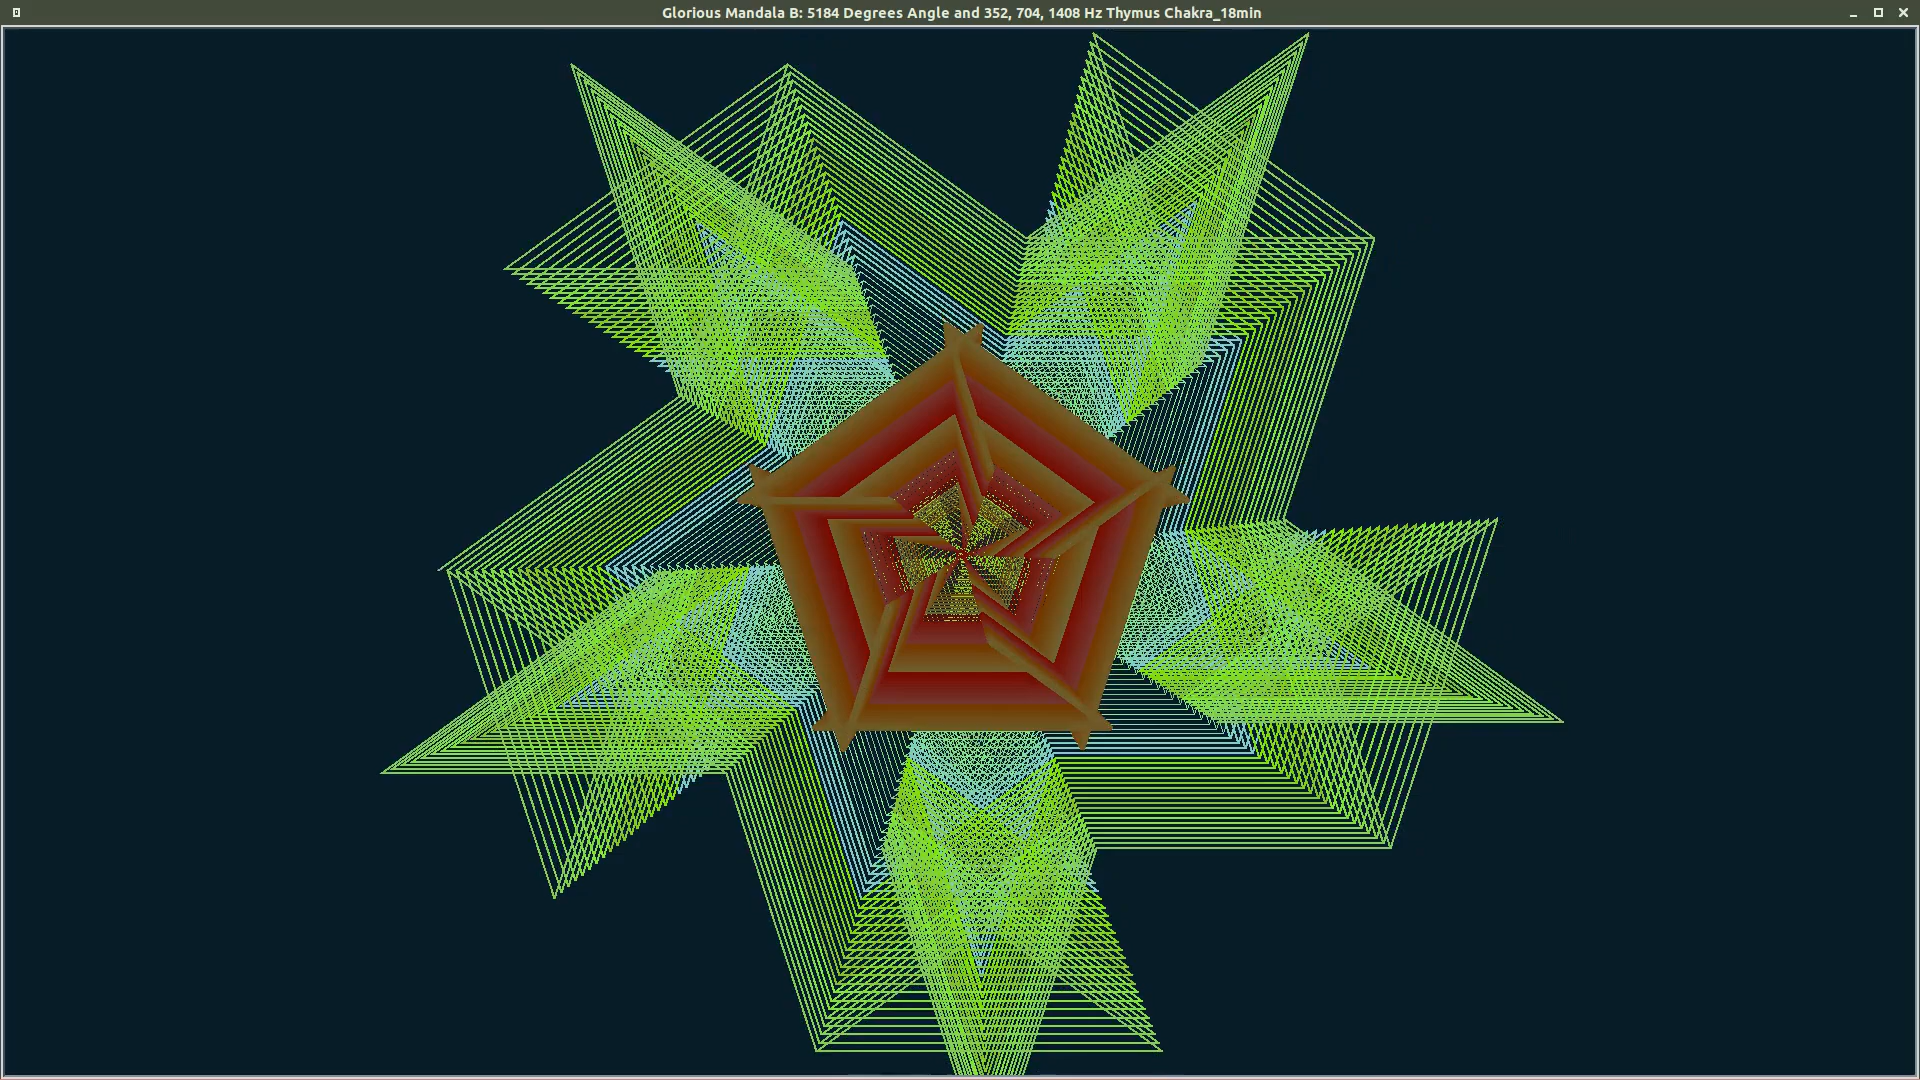 Glorious Mandala B: 5184 Degrees Angle and 352, 704, 1408 Hz Thymus Chakra_18min